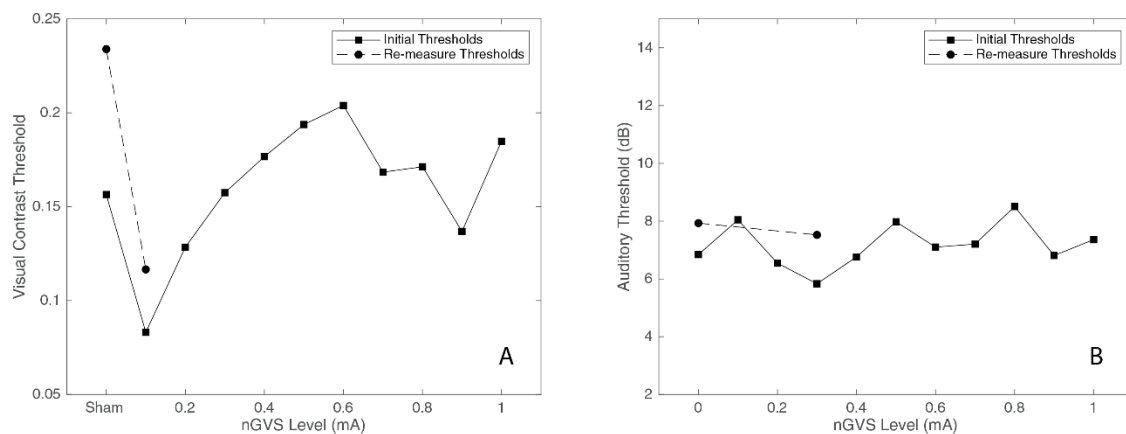 0.25
0.2
0.15
0.1
0.05
Visual Contrast Threshold
Initial Thresholds
Re-measure Thresholds
A
Sham
0.2
0.4
0.6
0.8
1
nGVS Level (mA)
14
12
10
8
6
4
2
Auditory Threshold (dB)
Initial Thresholds
Re-measure Thresholds
B
0
0.2
0.4
0.6
0.8
1
nGVS Level (mA)